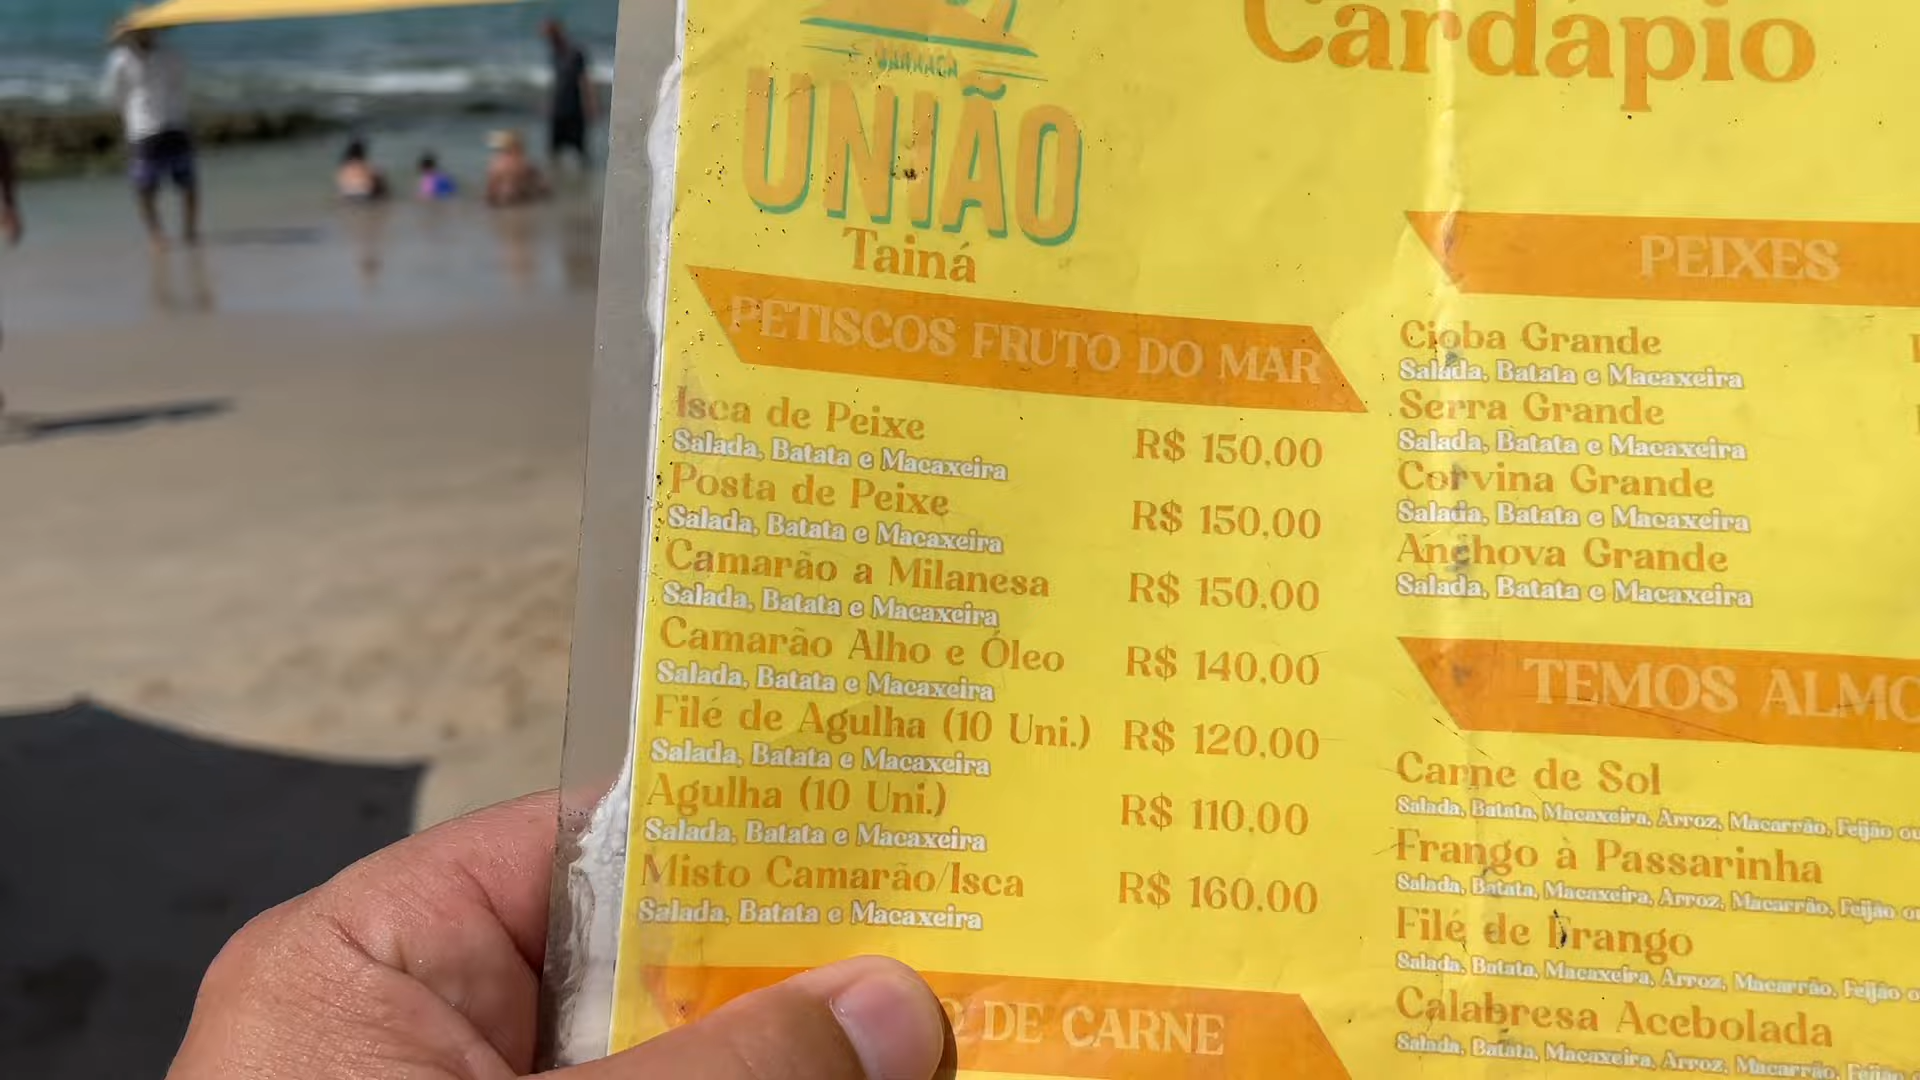 Cardápio
BARRACA
UNIÃO
Tainá
PETISCOS FRUTO DO MAR
Isca de Peixe R$ 150,00
Salada, Batata e Macaxeira
Posta de Peixe R$ 150,00
Salada, Batata e Macaxeira
Camarão a Milanesa R$ 150,00
Salada, Batata e Macaxeira
Camarão Alho e Óleo R$ 140,00
Salada, Batata e Macaxeira
Filé de Agulha (10 Uni.) R$ 120,00
Salada, Batata e Macaxeira
Agulha (10 Uni.) R$ 110,00
Salada, Batata e Macaxeira
Misto Camarão/Isca R$ 160,00
Salada, Batata e Macaxeira
DE CARNE
PEIXES
Cioba Grande
Salada, Batata e Macaxeira
Serra Grande
Salada, Batata e Macaxeira
Corvina Grande
Salada, Batata e Macaxeira
Anchova Grande
Salada, Batata e Macaxeira
TEMOS ALMO
Carne de Sol
Salada, Batata, Macaxeira, Arroz, Macarrão, Feijão ou
Frango à Passarinha
Salada, Batata, Macaxeira, Arroz, Macarrão, Feijão ou
Filé de Frango
Salada, Batata, Macaxeira, Arroz, Macarrão, Feijão o
Calabresa Acebolada
Salada, Batata, Macaxeira, Arroz, Macarrão, Feijão